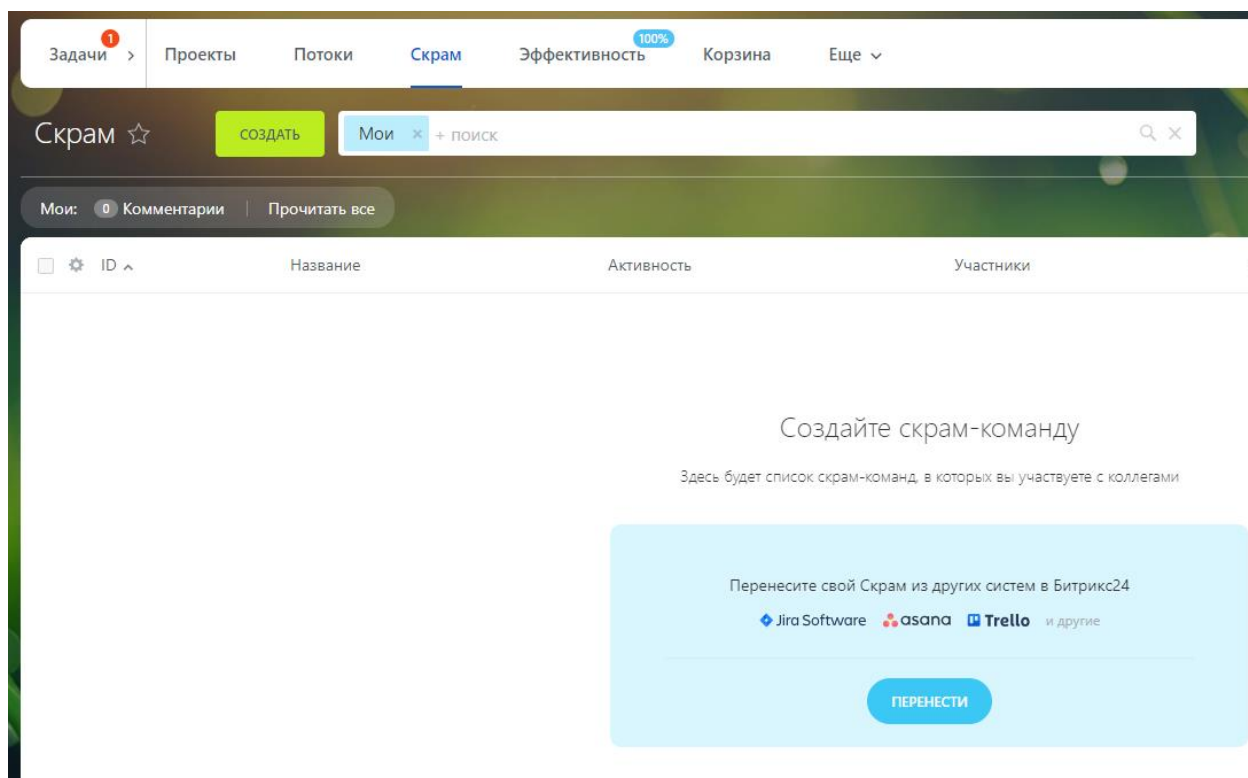 Задачи 1 Проекты Потоки Скрам Эффективность 100% Корзина Еще
Скрам СОЗДАТЬ Мои × + поиск
Мои: 0 Комментарии Прочитать все
ID Название Активность Участники
Создайте скрам-команду
Здесь будет список скрам-команд, в которых вы участвуете с коллегами
Перенесите свой Скрам из других систем в Битрикс24
Jira Software asana Trello и другие
ПЕРЕНЕСТИ